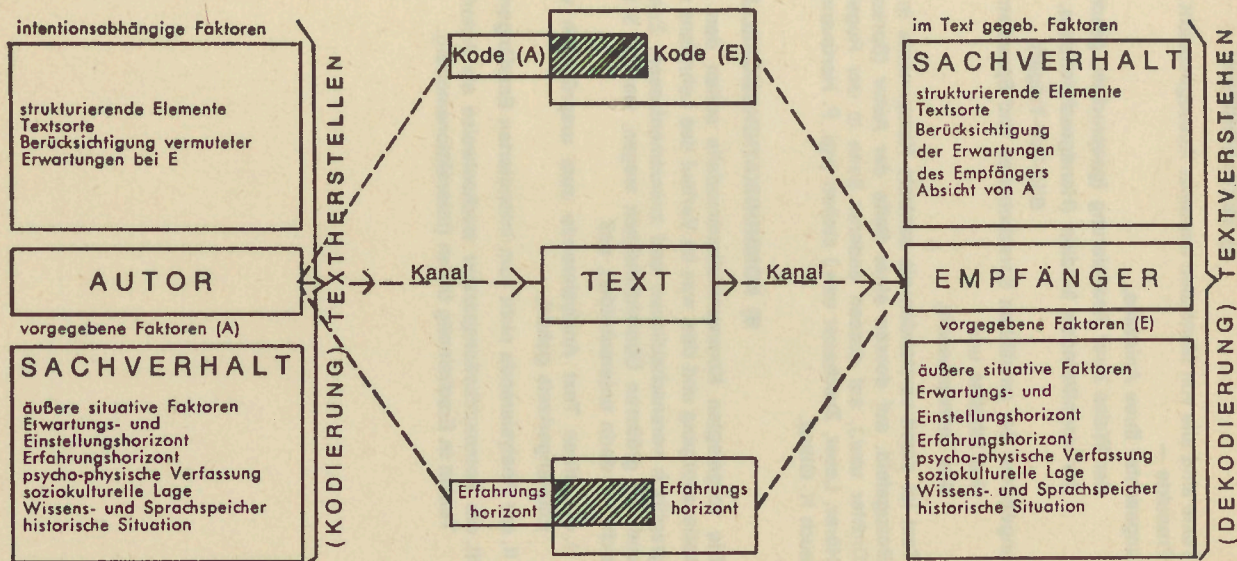 intentionsabhängige Faktoren
strukturierende Elemente
Textsorte
Berücksichtigung vermuteter
Erwartungen bei E
AUTOR
vorgegebene Faktoren (A)
SACHVERHALT
äußere situative Faktoren
Erwartungs- und
Einstellungshorizont
Erfahrungshorizont
psycho-physische Verfassung
soziokulturelle Lage
Wissens- und Sprachspeicher
historische Situation
(KODIERUNG) TEXTHERSTELLEN
Kode (A)
Kode (E)
Kanal
TEXT
Kanal
Erfahrungs
horizont
Erfahrungs
horizont
im Text gegeb. Faktoren
SACHVERHALT
strukturierende Elemente
Textsorte
Berücksichtigung
der Erwartungen
des Empfängers
Absicht von A
EMPFÄNGER
vorgegebene Faktoren (E)
äußere situative Faktoren
Erwartungs- und
Einstellungshorizont
Erfahrungshorizont
psycho-physische Verfassung
soziokulturelle Lage
Wissens- und Sprachspeicher
historische Situation
(DEKODIERUNG) TEXTVERSTEHEN